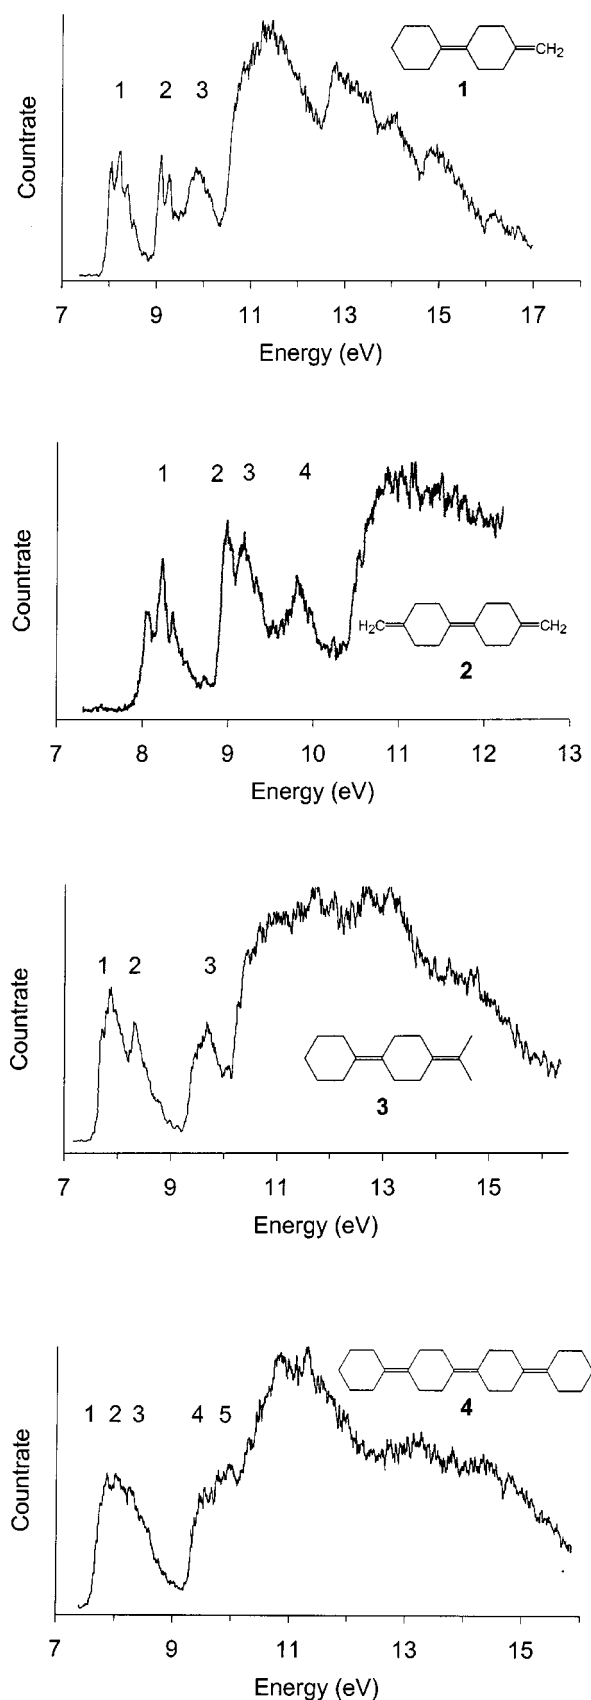 CH2
1
1 2 3
Countrate
7 9 11 13 15 17
Energy (eV)
1 2 3 4
Countrate
H2C CH2
2
7 8 9 10 11 12 13
Energy (eV)
1 2 3
Countrate
3
7 9 11 13 15
Energy (eV)
4
1 2 3 4 5
Countrate
7 9 11 13 15
Energy (eV)